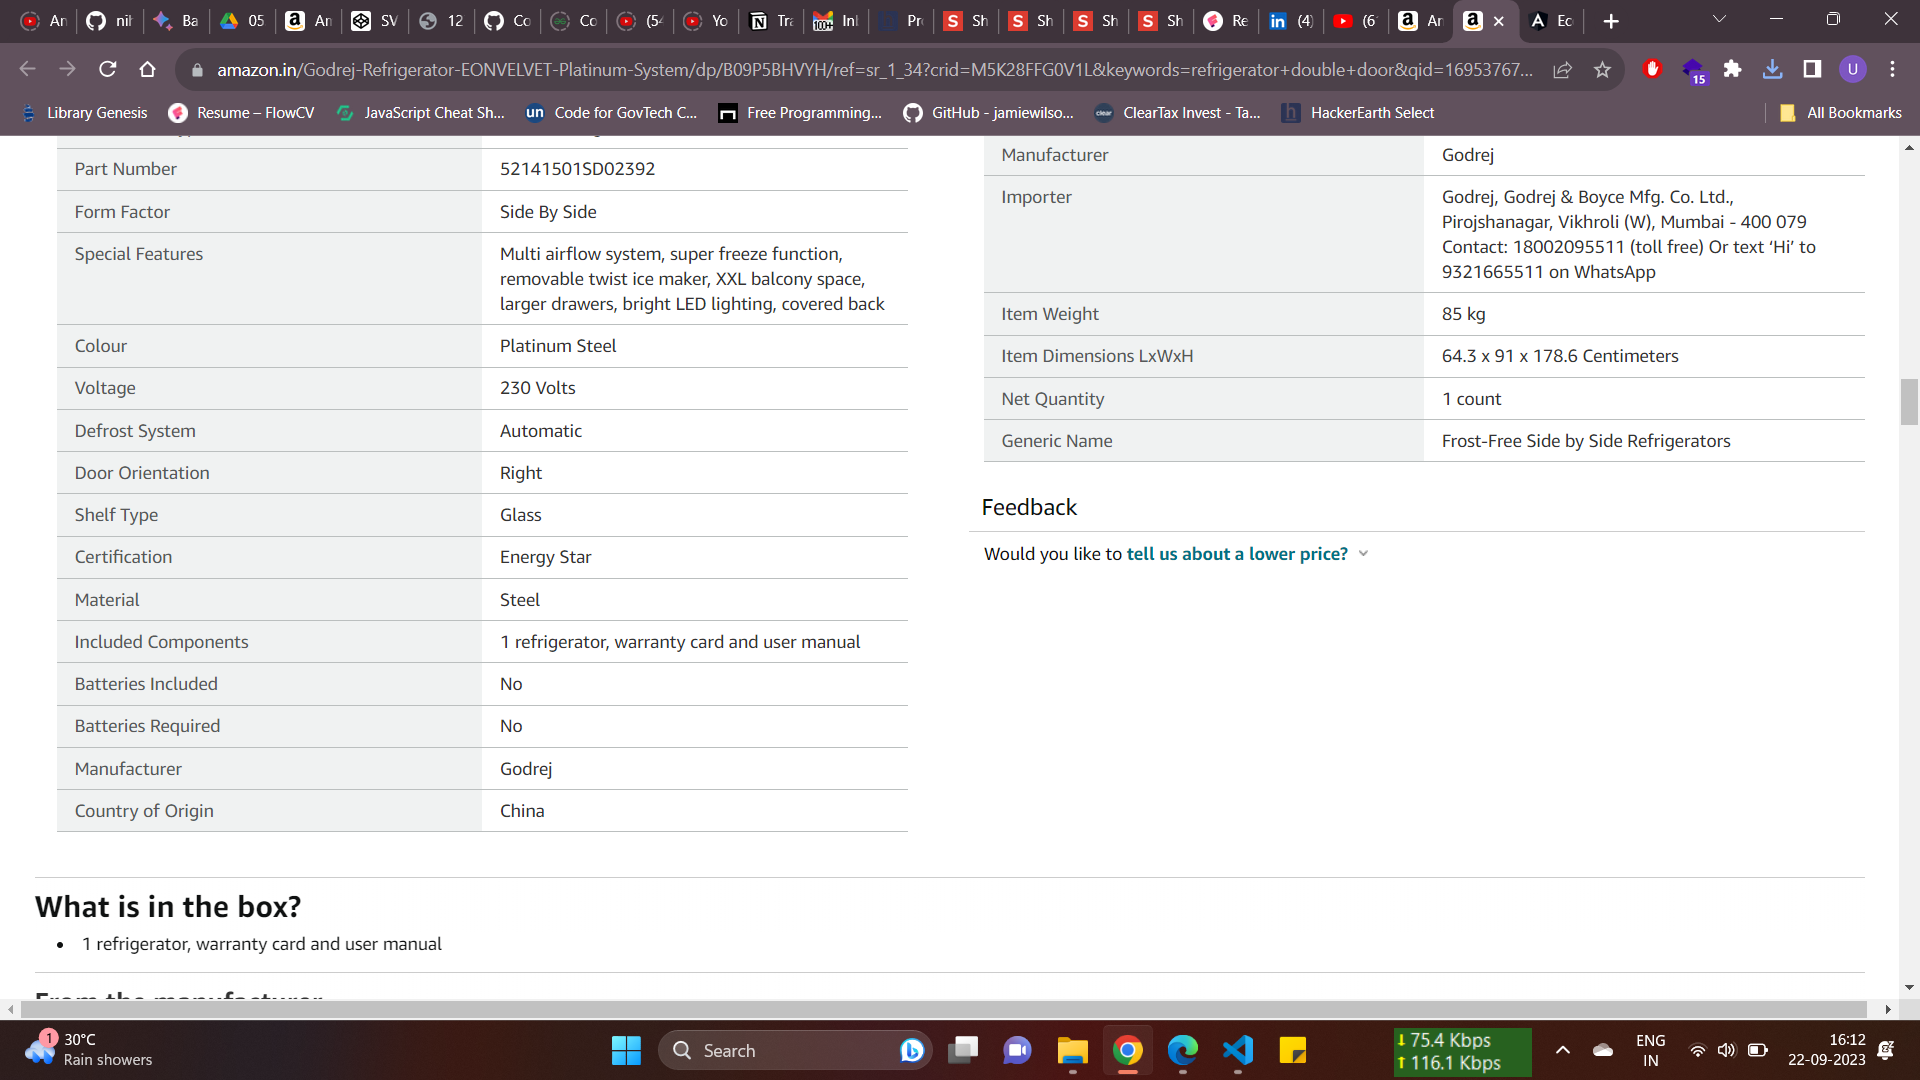 An
nil
Ba
05
An
SV
12
Co
Co
(54
Yo
Tra
Inl
Pr
Sh
Sh
Sh
Sh
Re
(4)
(6
An
Ec
amazon.in/Godrej-Refrigerator-EONVELVET-Platinum-System/dp/B09P5BHVYH/ref=sr_1_34?crid=M5K28FFG0V1L&keywords=refrigerator+double+door&qid=16953767...
15
U
Library Genesis
Resume – FlowCV
JavaScript Cheat Sh...
Code for GovTech C...
Free Programming...
GitHub - jamiewilso...
ClearTax Invest - Ta...
HackerEarth Select
All Bookmarks
Part Number 52141501SD02392
Form Factor Side By Side
Special Features Multi airflow system, super freeze function,
removable twist ice maker, XXL balcony space,
larger drawers, bright LED lighting, covered back
Colour Platinum Steel
Voltage 230 Volts
Defrost System Automatic
Door Orientation Right
Shelf Type Glass
Certification Energy Star
Material Steel
Included Components 1 refrigerator, warranty card and user manual
Batteries Included No
Batteries Required No
Manufacturer Godrej
Country of Origin China
Manufacturer Godrej
Importer Godrej, Godrej & Boyce Mfg. Co. Ltd.,
Pirojshanagar, Vikhroli (W), Mumbai - 400 079
Contact: 18002095511 (toll free) Or text ‘Hi’ to
9321665511 on WhatsApp
Item Weight 85 kg
Item Dimensions LxWxH 64.3 x 91 x 178.6 Centimeters
Net Quantity 1 count
Generic Name Frost-Free Side by Side Refrigerators
Feedback
Would you like to tell us about a lower price?
What is in the box?
1 refrigerator, warranty card and user manual
From the manufacturer
1
30°C
Rain showers
Search
75.4 Kbps
116.1 Kbps
ENG
IN
16:12
22-09-2023